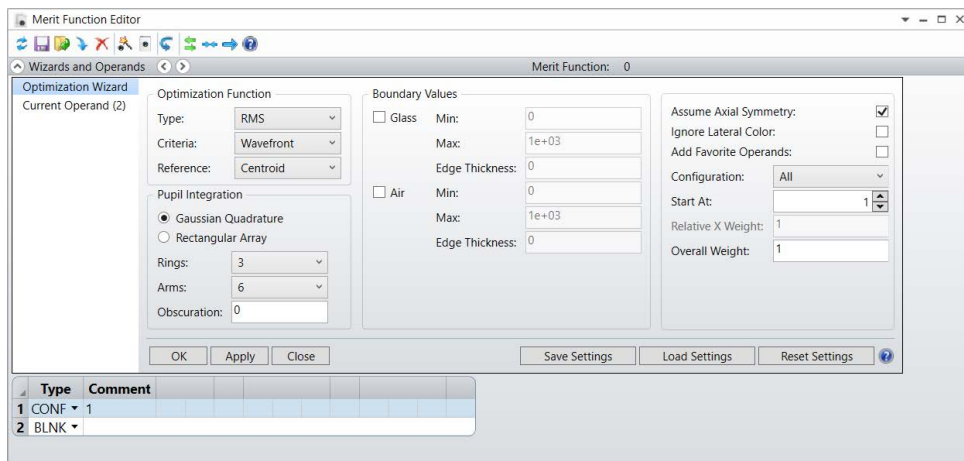 Merit Function Editor
Wizards and Operands Merit Function: 0
Optimization Wizard
Current Operand (2)
Optimization Function
Type: RMS
Criteria: Wavefront
Reference: Centroid
Pupil Integration
Gaussian Quadrature
Rectangular Array
Rings: 3
Arms: 6
Obscuration: 0
Boundary Values
Glass Min: 0
Max: 1e+03
Edge Thickness: 0
Air Min: 0
Max: 1e+03
Edge Thickness: 0
Assume Axial Symmetry:
Ignore Lateral Color:
Add Favorite Operands:
Configuration: All
Start At: 1
Relative X Weight: 1
Overall Weight: 1
OK Apply Close Save Settings Load Settings Reset Settings
Type Comment
1 CONF 1
2 BLNK